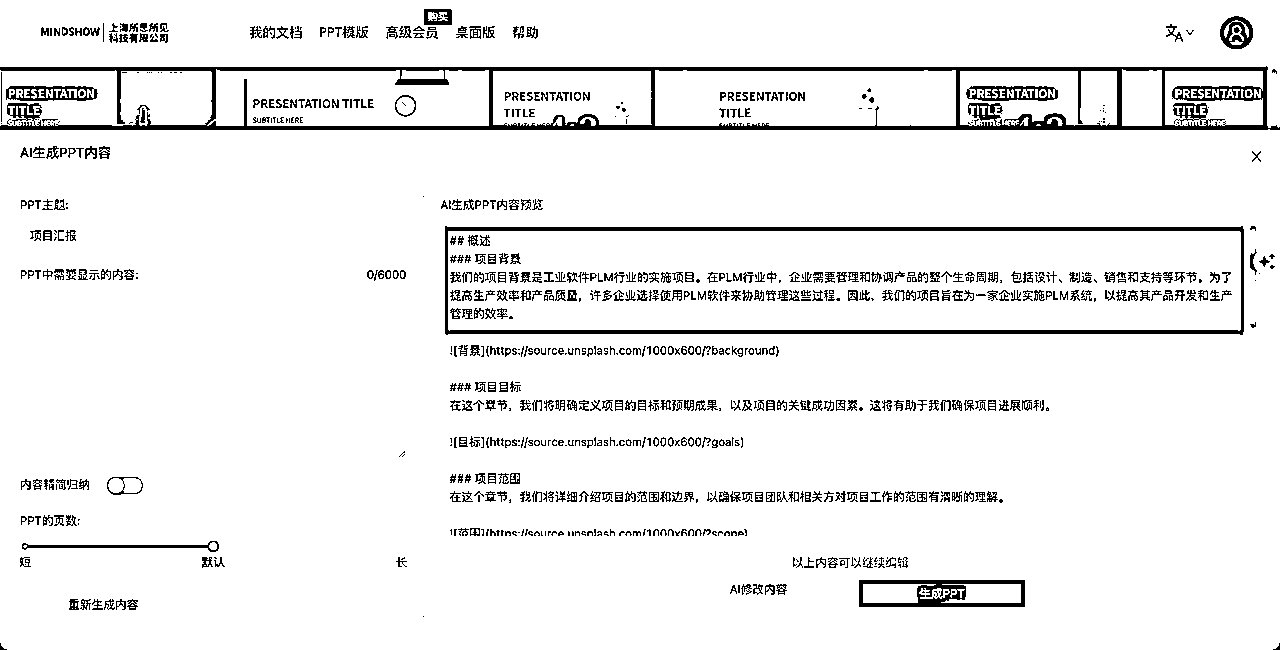 MINDSHOW 上海所思所见
科技有限公司
我的文档 PPT模版 高级会员 桌面版 帮助
购买
PRESENTATION
TITLE
SUBTITLE HERE
PRESENTATION TITLE
SUBTITLE HERE
PRESENTATION
TITLE
PRESENTATION
TITLE
PRESENTATION
TITLE
SUBTITLE HERE
PRESENTATION
TITLE
SUBTITLE HERE
AI生成PPT内容
PPT主题:
项目汇报
PPT中需要显示的内容:
0/6000
内容精简归纳
PPT的页数:
短 默认 长
重新生成内容
AI生成PPT内容预览
## 概述
### 项目背景
我们的项目背景是工业软件PLM行业的实施项目。在PLM行业中，企业需要管理和协调产品的整个生命周期，包括设计、制造、销售和支持等环节。为了
提高生产效率和产品质量，许多企业选择使用PLM软件来协助管理这些过程。因此，我们的项目旨在为一家企业实施PLM系统，以提高其产品开发和生产
管理的效率。
![背景](https://source.unsplash.com/1000x600/?background)
### 项目目标
在这个章节，我们将明确定义项目的目标和预期成果，以及项目的关键成功因素。这将有助于我们确保项目进展顺利。
![目标](https://source.unsplash.com/1000x600/?goals)
### 项目范围
在这个章节，我们将详细介绍项目的范围和边界，以确保项目团队和相关方对项目工作的范围有清晰的理解。
![范围](https://source.unsplash.com/1000x600/?scope)
以上内容可以继续编辑
AI修改内容
生成PPT